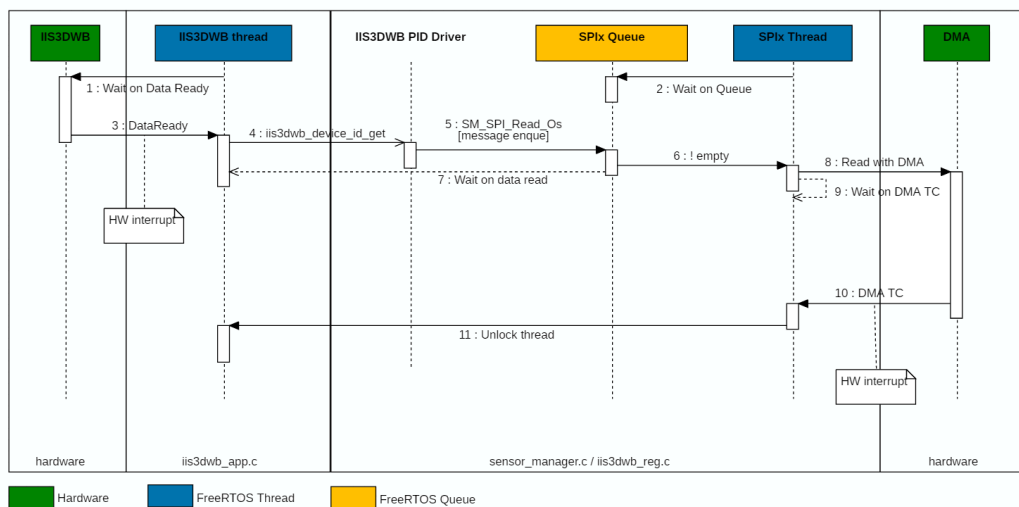 IIS3DWB
IIS3DWB thread
IIS3DWB PID Driver
SPIx Queue
SPIx Thread
DMA
1 : Wait on Data Ready
2 : Wait on Queue
3 : DataReady
4 : iis3dwb_device_id_get
5 : SM_SPI_Read_Os
[message enque]
6 : ! empty
7 : Wait on data read
8 : Read with DMA
9 : Wait on DMA TC
HW interrupt
10 : DMA TC
11 : Unlock thread
HW interrupt
hardware
iis3dwb_app.c
sensor_manager.c / iis3dwb_reg.c
hardware
Hardware
FreeRTOS Thread
FreeRTOS Queue